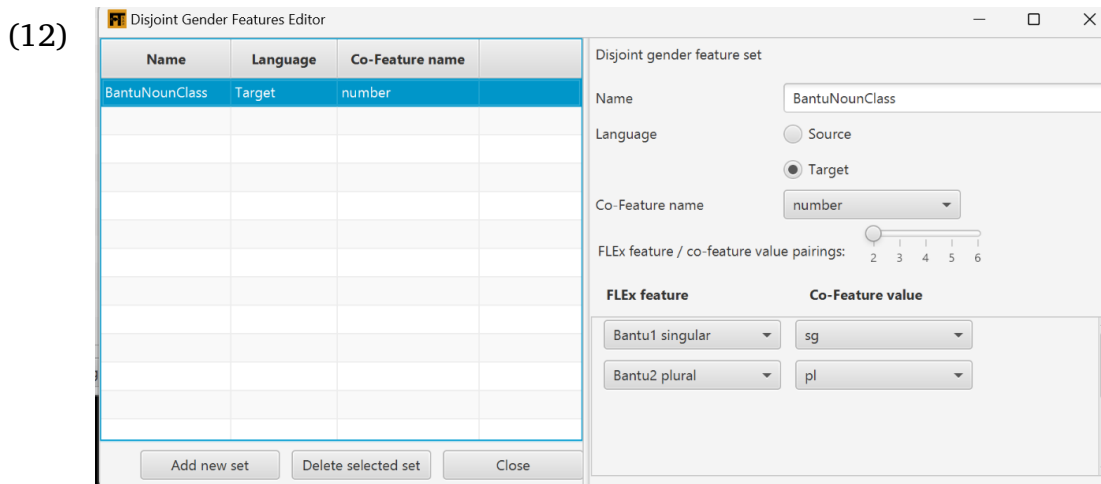 (12)
FT Disjoint Gender Features Editor
Name Language Co-Feature name
BantuNounClass Target number
Add new set Delete selected set Close
Disjoint gender feature set
Name BantuNounClass
Language Source
Target
Co-Feature name number
FLEx feature / co-feature value pairings: 2 3 4 5 6
FLEx feature Co-Feature value
Bantu1 singular sg
Bantu2 plural pl